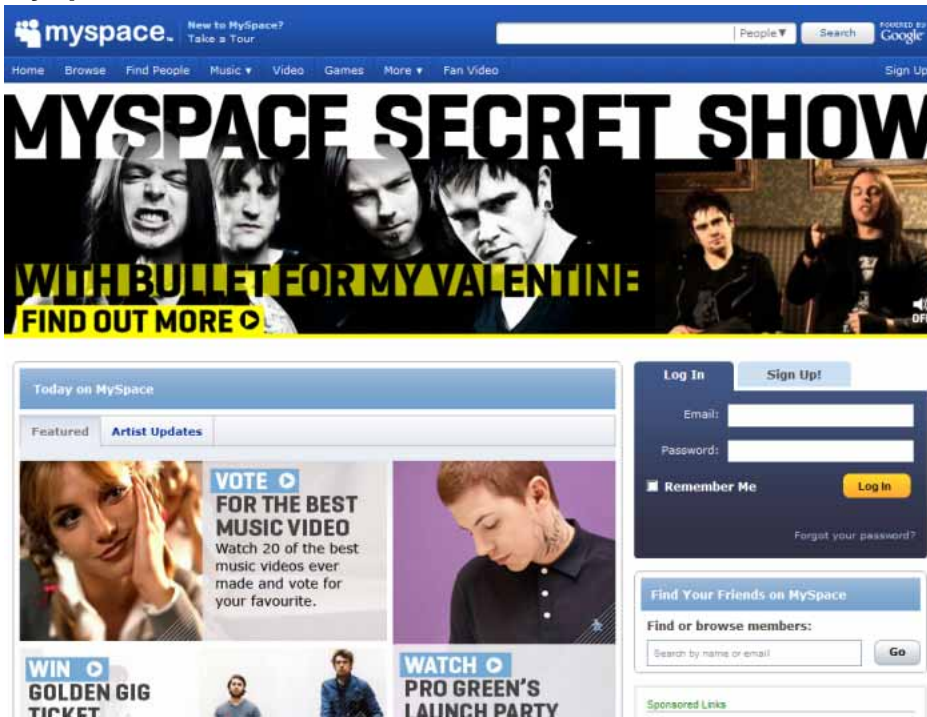 myspace.
New to MySpace?
Take a Tour
People▼
Search
POWERED BY
Google
Home Browse Find People Music ▼ Video Games More ▼ Fan Video
Sign Up
MYSPACE SECRET SHOW
WITH BULLET FOR MY VALENTINE
FIND OUT MORE
OFF
Today on MySpace
Featured Artist Updates
VOTE
FOR THE BEST
MUSIC VIDEO
Watch 20 of the best
music videos ever
made and vote for
your favourite.
WIN
GOLDEN GIG
TICKET
WATCH
PRO GREEN'S
LAUNCH PARTY
Log In Sign Up!
Email:
Password:
Remember Me
Log In
Forgot your password?
Find Your Friends on MySpace
Find or browse members:
Search by name or email
Go
Sponsored Links